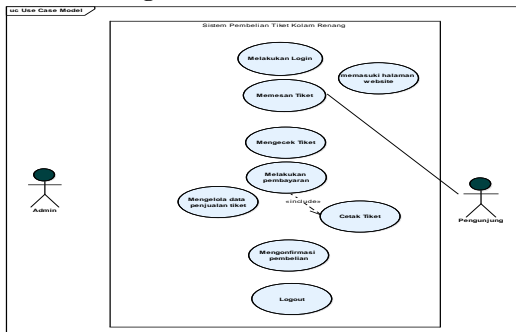 uc Use Case Model
Sistem Pembelian Tiket Kolam Renang
Melakukan Login
memasuki halaman
website
Memesan Tiket
Mengecek Tiket
Melakukan
pembayaran
Mengelola data
penjualan tiket
«include»
Cetak Tiket
Admin
Pengunjung
Mengonfirmasi
pembelian
Logout